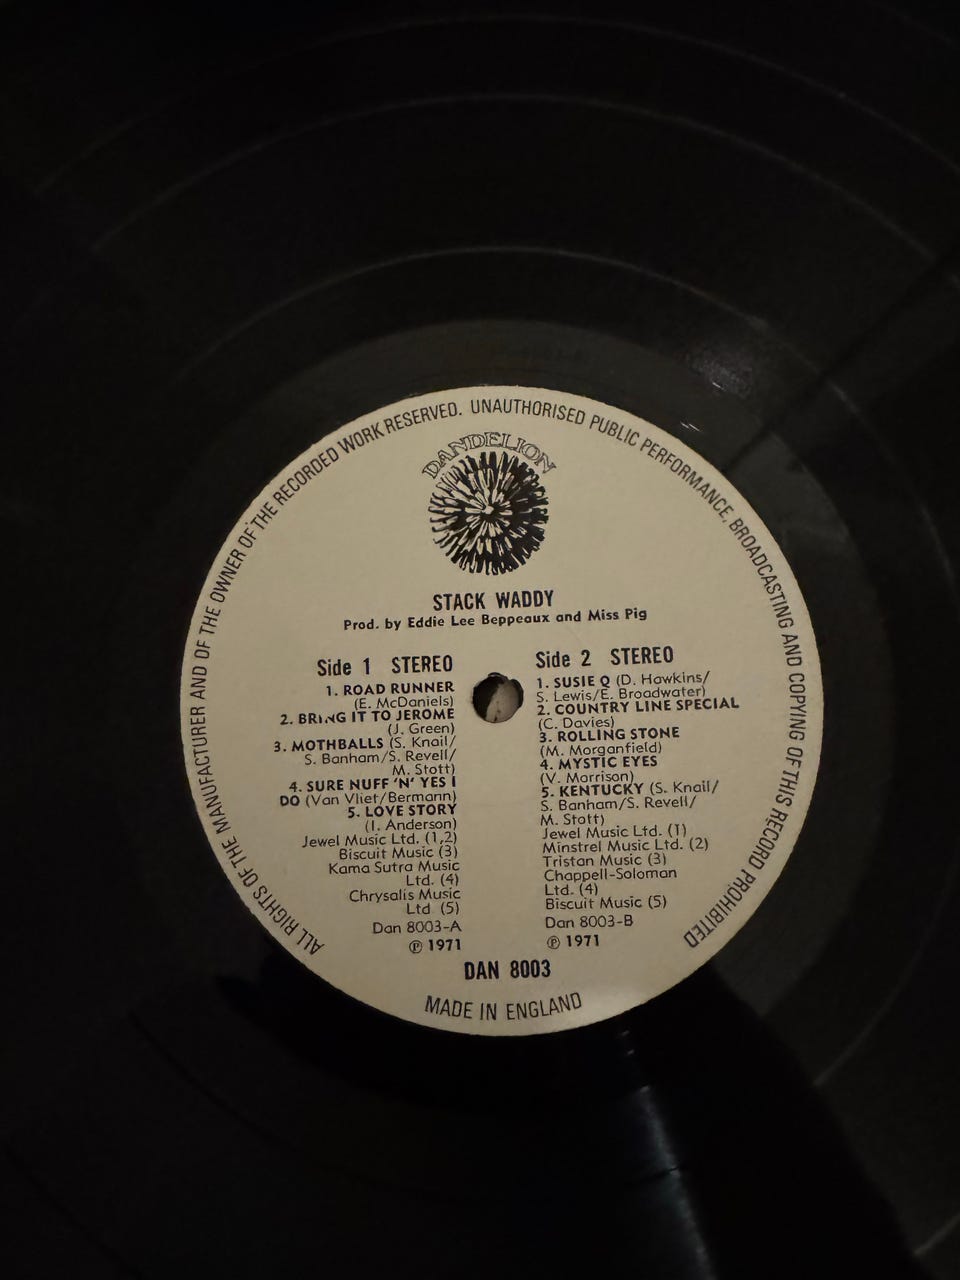 ALL RIGHTS OF THE MANUFACTURER AND OF THE OWNER OF THE RECORDED WORK RESERVED. UNAUTHORISED PUBLIC PERFORMANCE, BROADCASTING AND COPYING OF THIS RECORD PROHIBITED
DANDELION
STACK WADDY
Prod. by Eddie Lee Beppeaux and Miss Pig
Side 1 STEREO
1. ROAD RUNNER
(E. McDaniels)
2. BRING IT TO JEROME
(J. Green)
3. MOTHBALLS (S. Knail/
S. Banham/S. Revell/
M. Stott)
4. SURE NUFF 'N' YES I
DO (Van Vliet/Bermann)
5. LOVE STORY
(I. Anderson)
Jewel Music Ltd. (1,2)
Biscuit Music (3)
Kama Sutra Music
Ltd. (4)
Chrysalis Music
Ltd (5)
Dan 8003-A
℗ 1971
Side 2 STEREO
1. SUSIE Q (D. Hawkins/
S. Lewis/E. Broadwater)
2. COUNTRY LINE SPECIAL
(C. Davies)
3. ROLLING STONE
(M. Morganfield)
4. MYSTIC EYES
(V. Morrison)
5. KENTUCKY (S. Knail/
S. Banham/S. Revell/
M. Stott)
Jewel Music Ltd. (1)
Minstrel Music Ltd. (2)
Tristan Music (3)
Chappell-Soloman
Ltd. (4)
Biscuit Music (5)
Dan 8003-B
℗ 1971
DAN 8003
MADE IN ENGLAND